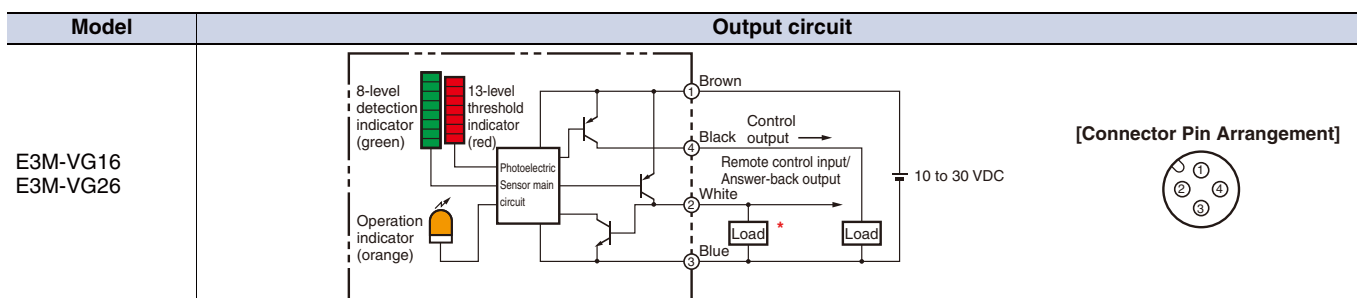 Model
Output circuit
E3M-VG16
E3M-VG26
8-level
detection
indicator
(green)
13-level
threshold
indicator
(red)
Operation
indicator
(orange)
Photoelectric
Sensor main
circuit
1
Brown
4
Black
Control
output
Remote control input/
Answer-back output
2
White
Load
*
Load
3
Blue
10 to 30 VDC
[Connector Pin Arrangement]
1
2
4
3